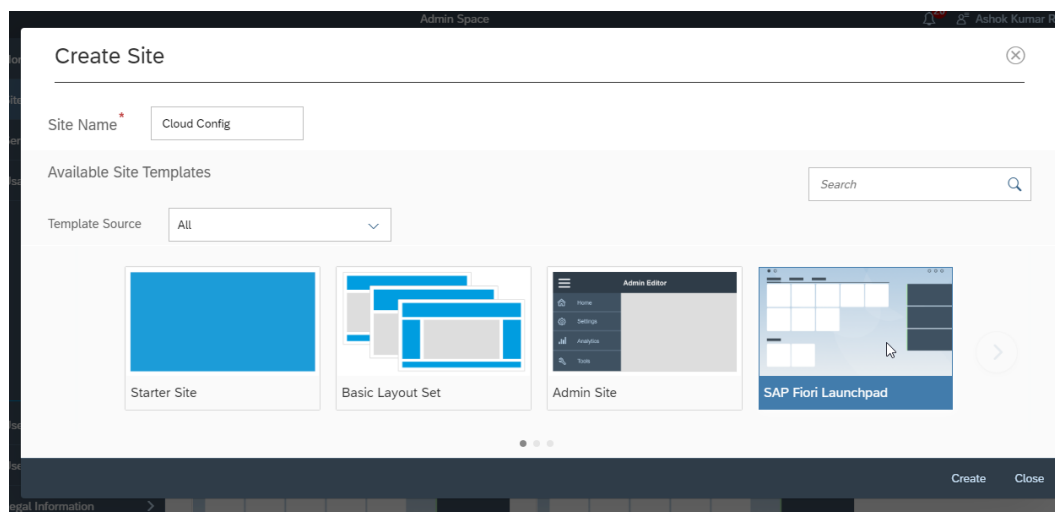 Admin Space
20
Ashok Kumar R
Create Site
Site Name*
Cloud Config
Available Site Templates
Search
Template Source
All
Admin Editor
Home
Settings
Analytics
Tools
Starter Site
Basic Layout Set
Admin Site
SAP Fiori Launchpad
Create
Close
egal Information